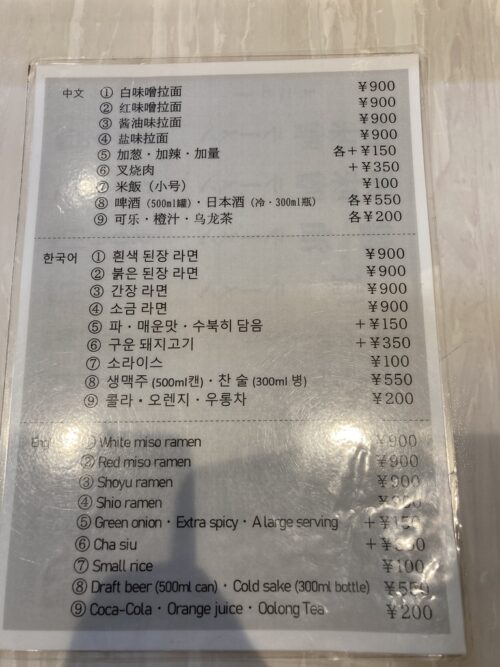 中文 ① 白味噌拉面 ¥900
② 红味噌拉面 ¥900
③ 酱油味拉面 ¥900
④ 盐味拉面 ¥900
⑤ 加葱・加辣・加量 各+¥150
⑥ 叉烧肉 +¥350
⑦ 米飯（小号） ¥100
⑧ 啤酒（500ml罐）・日本酒（冷・300ml瓶） 各¥550
⑨ 可乐・橙汁・乌龙茶 各¥200
한국어 ① 흰색 된장 라면 ¥900
② 붉은 된장 라면 ¥900
③ 간장 라면 ¥900
④ 소금 라면 ¥900
⑤ 파・매운맛・수북히 담음 +¥150
⑥ 구운 돼지고기 +¥350
⑦ 소라이스 ¥100
⑧ 생맥주 (500ml캔)・찬 술 (300ml 병) ¥550
⑨ 콜라・오렌지・우롱차 ¥200
① White miso ramen ¥900
② Red miso ramen ¥900
③ Shoyu ramen ¥900
④ Shio ramen
⑤ Green onion・Extra spicy・A large serving +¥150
⑥ Cha siu +¥350
⑦ Small rice ¥100
⑧ Draft beer (500ml can)・Cold sake (300ml bottle) ¥550
⑨ Coca-Cola・Orange juice・Oolong Tea ¥200